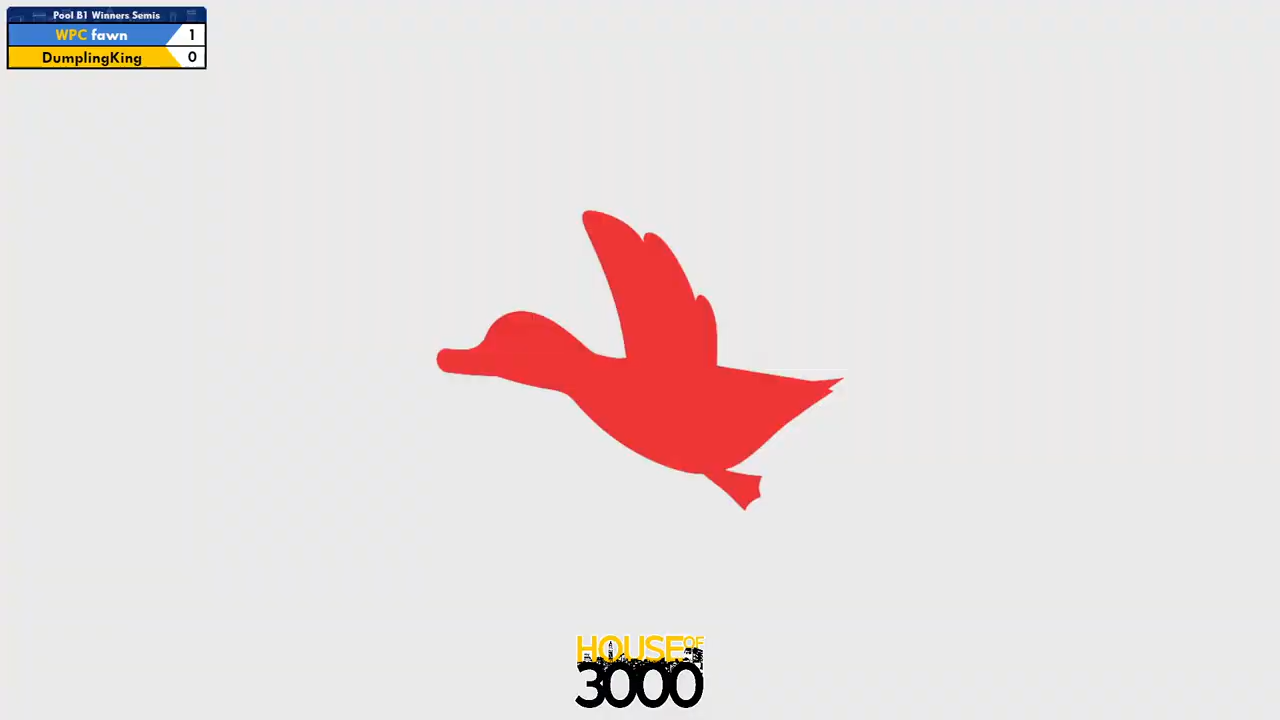 Pool B1 Winners Semis
WPC fawn 1
DumplingKing 0
HOUSE OF
3000